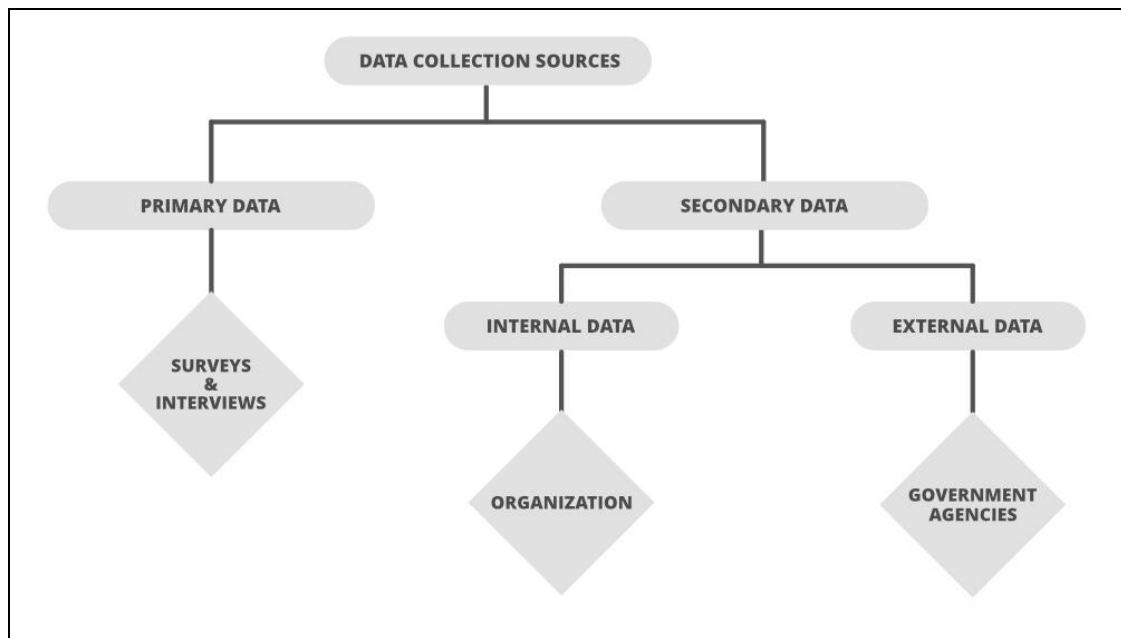 DATA COLLECTION SOURCES
PRIMARY DATA
SECONDARY DATA
INTERNAL DATA
EXTERNAL DATA
SURVEYS
&
INTERVIEWS
ORGANIZATION
GOVERNMENT
AGENCIES